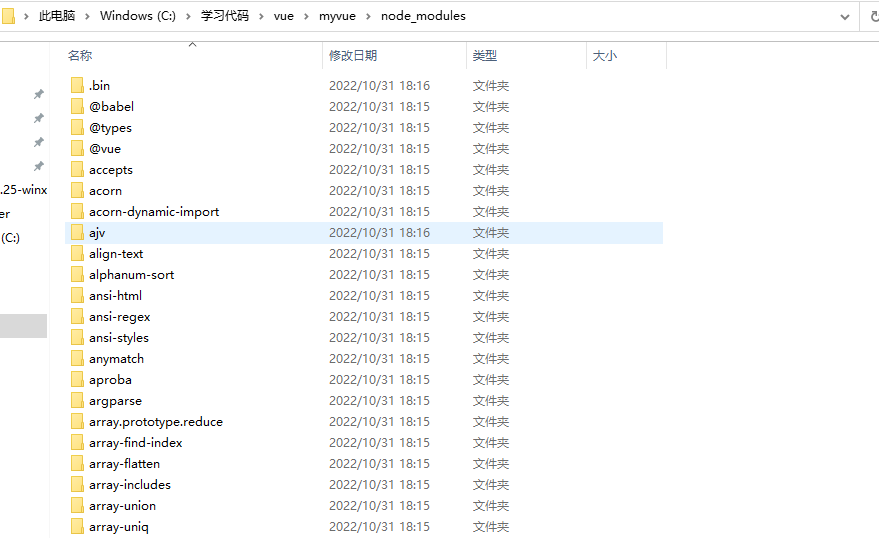 此电脑 › Windows (C:) › 学习代码 › vue › myvue › node_modules
名称 修改日期 类型 大小
.bin 2022/10/31 18:16 文件夹
@babel 2022/10/31 18:15 文件夹
@types 2022/10/31 18:15 文件夹
@vue 2022/10/31 18:15 文件夹
accepts 2022/10/31 18:15 文件夹
.25-winx acorn 2022/10/31 18:15 文件夹
er acorn-dynamic-import 2022/10/31 18:15 文件夹
(C:) ajv 2022/10/31 18:16 文件夹
align-text 2022/10/31 18:15 文件夹
alphanum-sort 2022/10/31 18:15 文件夹
ansi-html 2022/10/31 18:15 文件夹
ansi-regex 2022/10/31 18:15 文件夹
ansi-styles 2022/10/31 18:15 文件夹
anymatch 2022/10/31 18:15 文件夹
aproba 2022/10/31 18:15 文件夹
argparse 2022/10/31 18:15 文件夹
array.prototype.reduce 2022/10/31 18:15 文件夹
array-find-index 2022/10/31 18:15 文件夹
array-flatten 2022/10/31 18:15 文件夹
array-includes 2022/10/31 18:15 文件夹
array-union 2022/10/31 18:15 文件夹
array-uniq 2022/10/31 18:15 文件夹